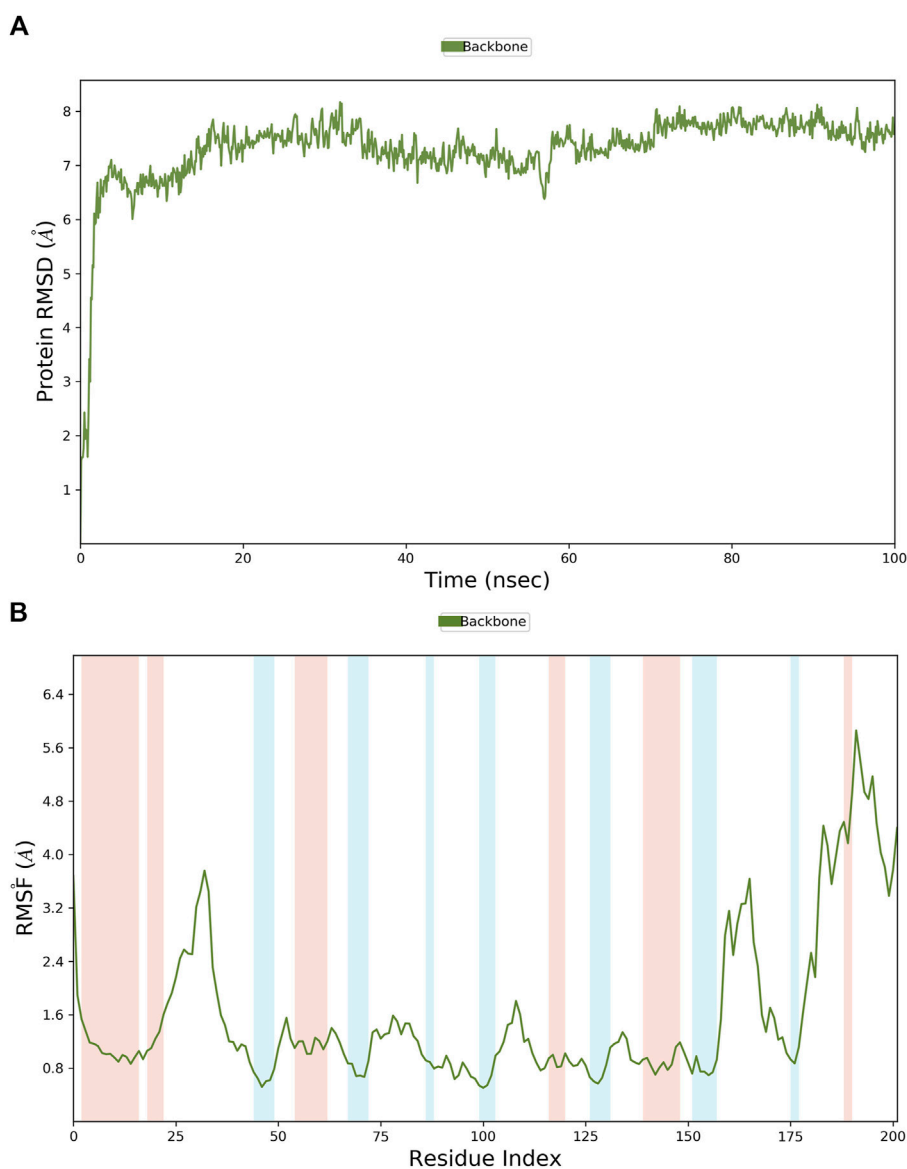 A
Backbone
Protein RMSD (Å)
8
7
6
5
4
3
2
1
0 20 40 60 80 100
Time (nsec)
B
Backbone
RMSF (Å)
6.4
5.6
4.8
4.0
3.2
2.4
1.6
0.8
0 25 50 75 100 125 150 175 200
Residue Index